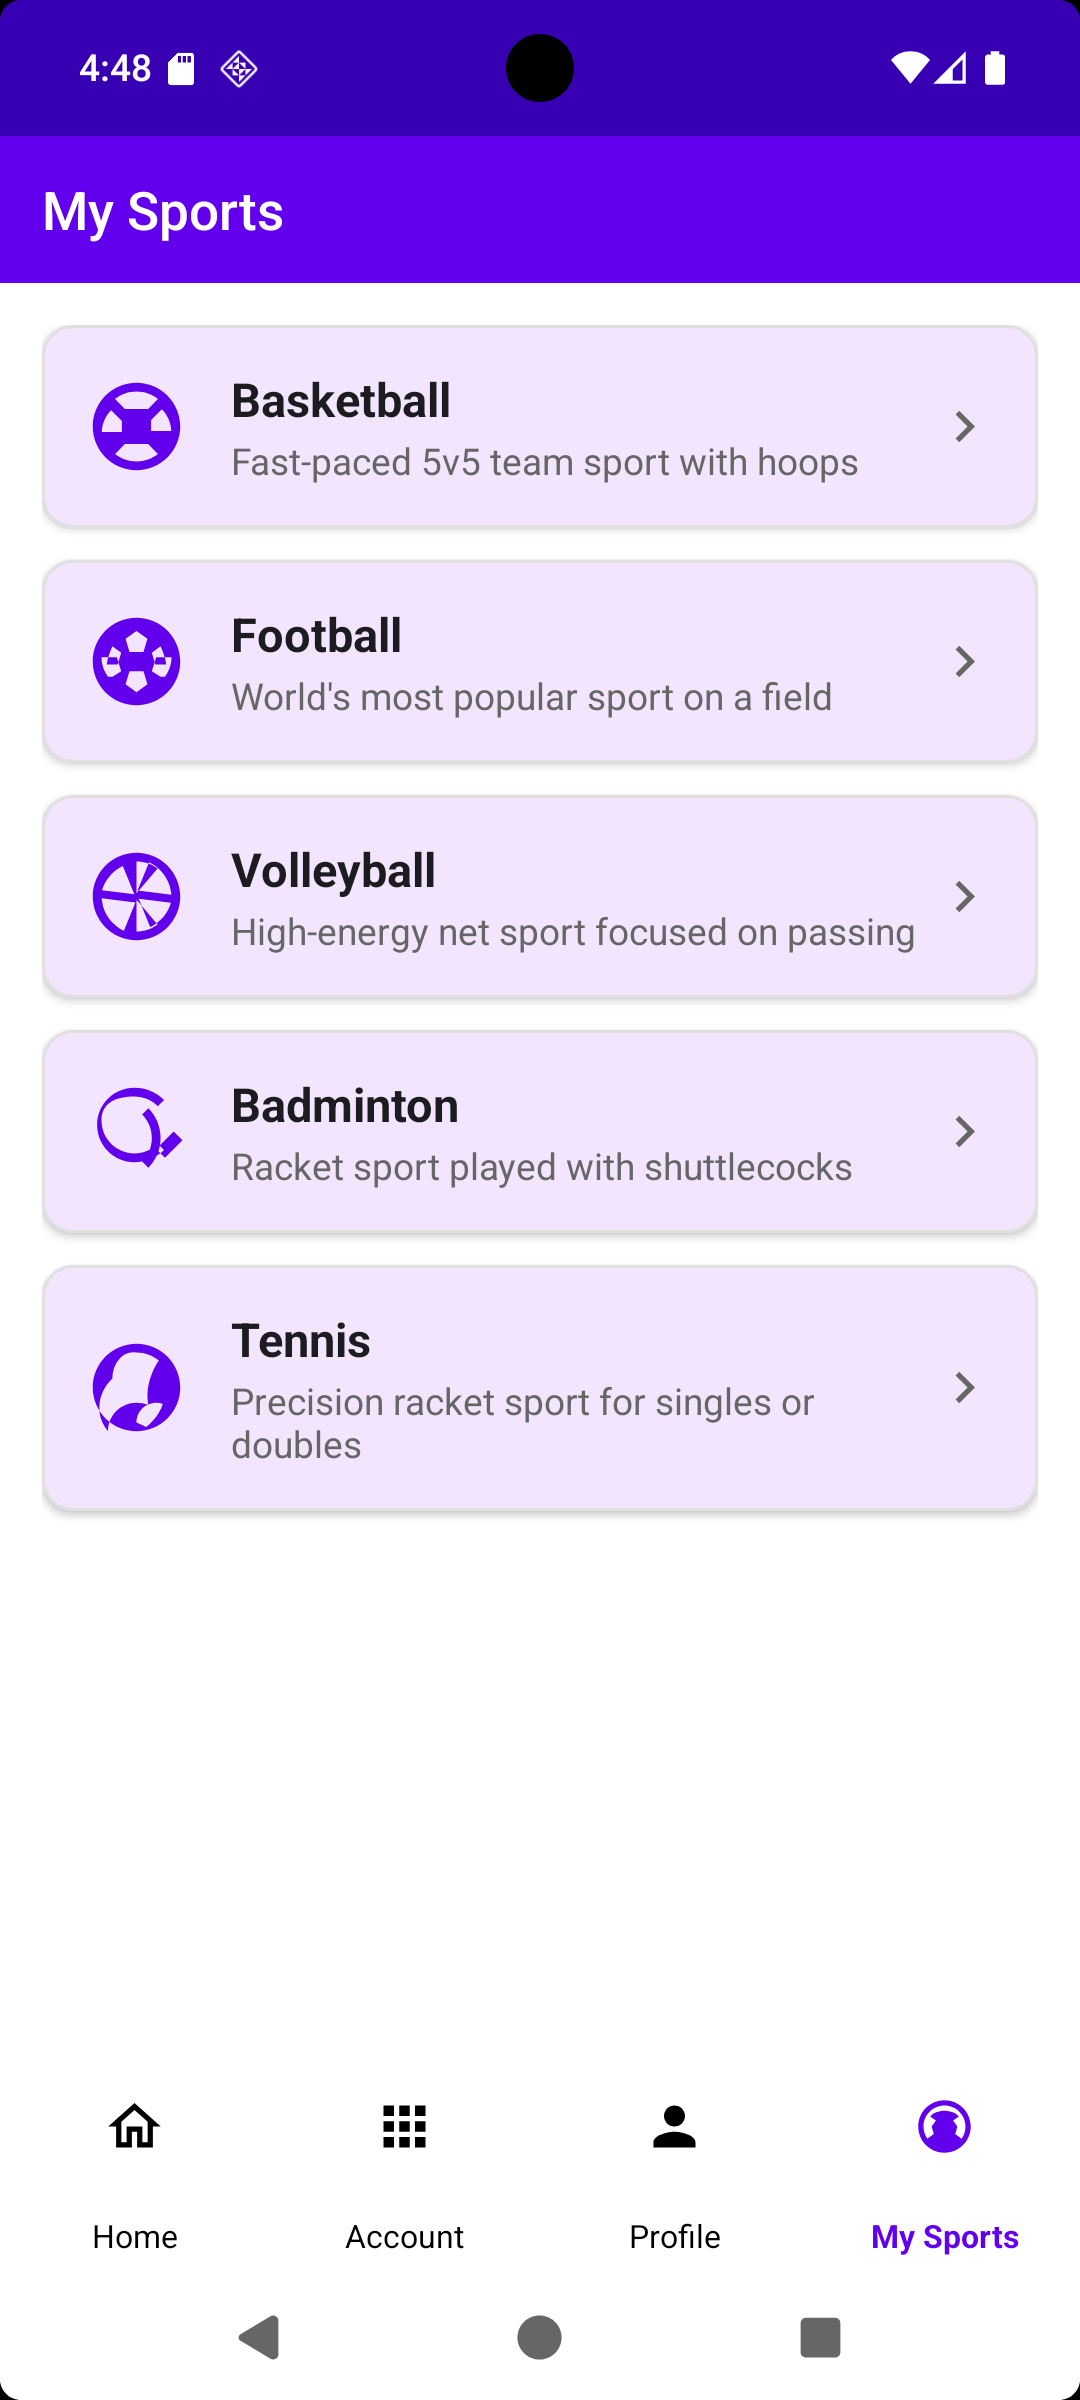 4:48
My Sports
Basketball
Fast-paced 5v5 team sport with hoops
Football
World's most popular sport on a field
Volleyball
High-energy net sport focused on passing
Badminton
Racket sport played with shuttlecocks
Tennis
Precision racket sport for singles or
doubles
Home
Account
Profile
My Sports